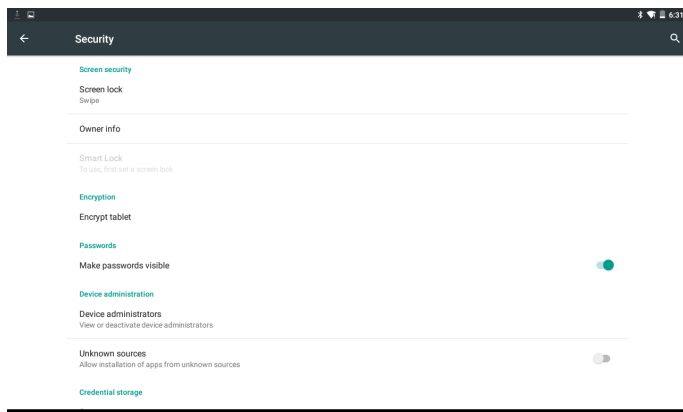 6:31
Security
Screen security
Screen lock
Swipe
Owner info
Smart Lock
To use, first set a screen lock
Encryption
Encrypt tablet
Passwords
Make passwords visible
Device administration
Device administrators
View or deactivate device administrators
Unknown sources
Allow installation of apps from unknown sources
Credential storage